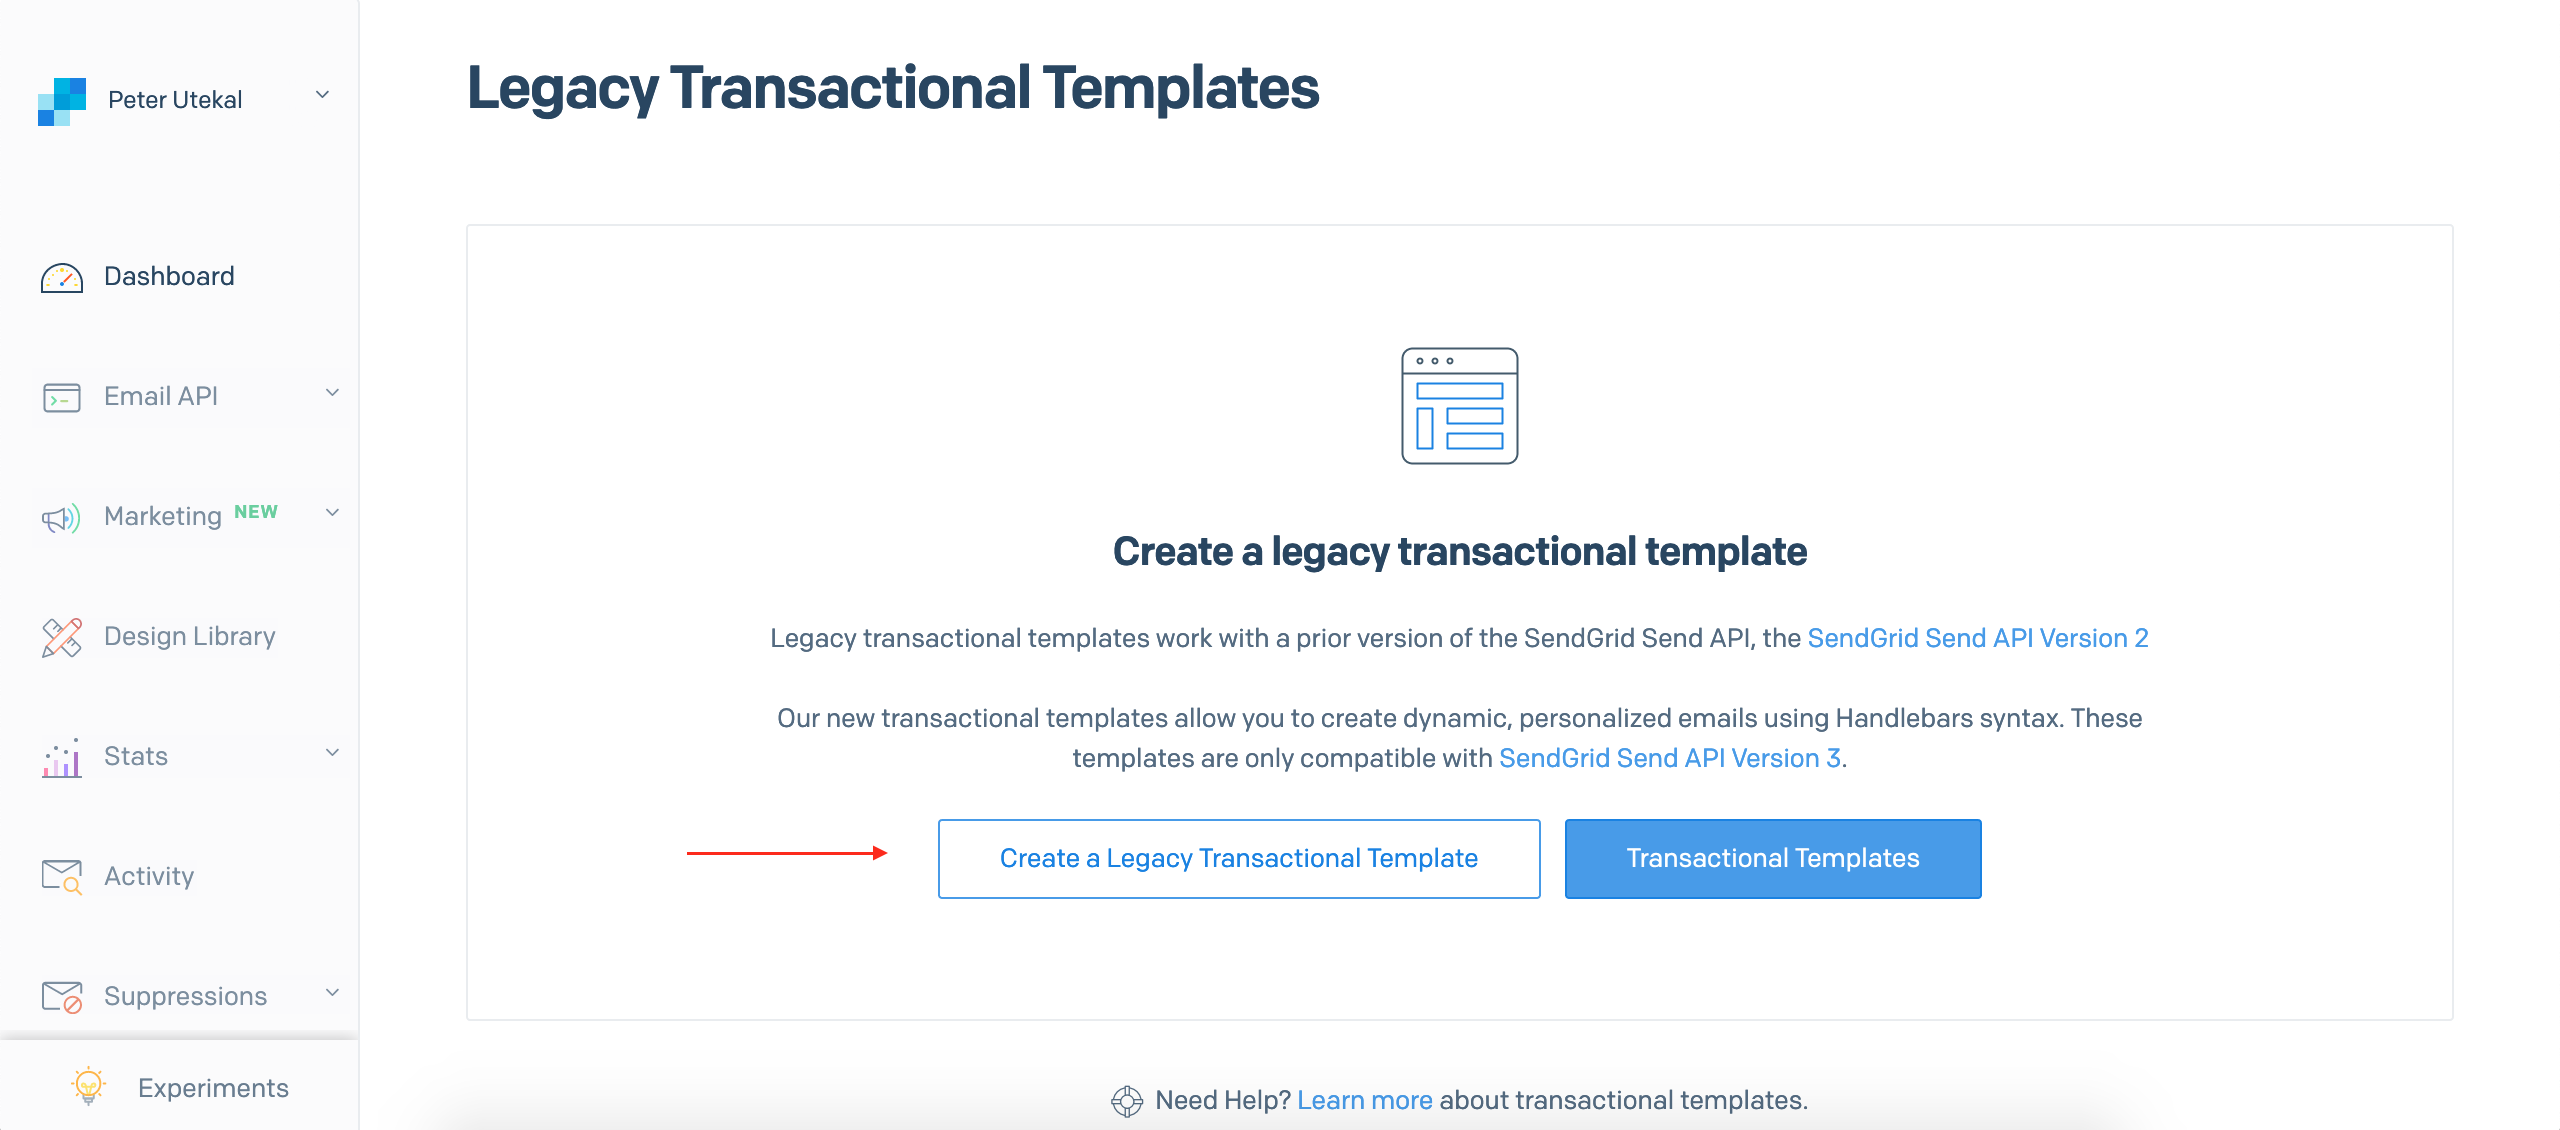 Peter Utekal
Dashboard
Email API
Marketing NEW
Design Library
Stats
Activity
Suppressions
Experiments
Legacy Transactional Templates
Create a legacy transactional template
Legacy transactional templates work with a prior version of the SendGrid Send API, the SendGrid Send API Version 2
Our new transactional templates allow you to create dynamic, personalized emails using Handlebars syntax. These
templates are only compatible with SendGrid Send API Version 3.
Create a Legacy Transactional Template
Transactional Templates
Need Help? Learn more about transactional templates.